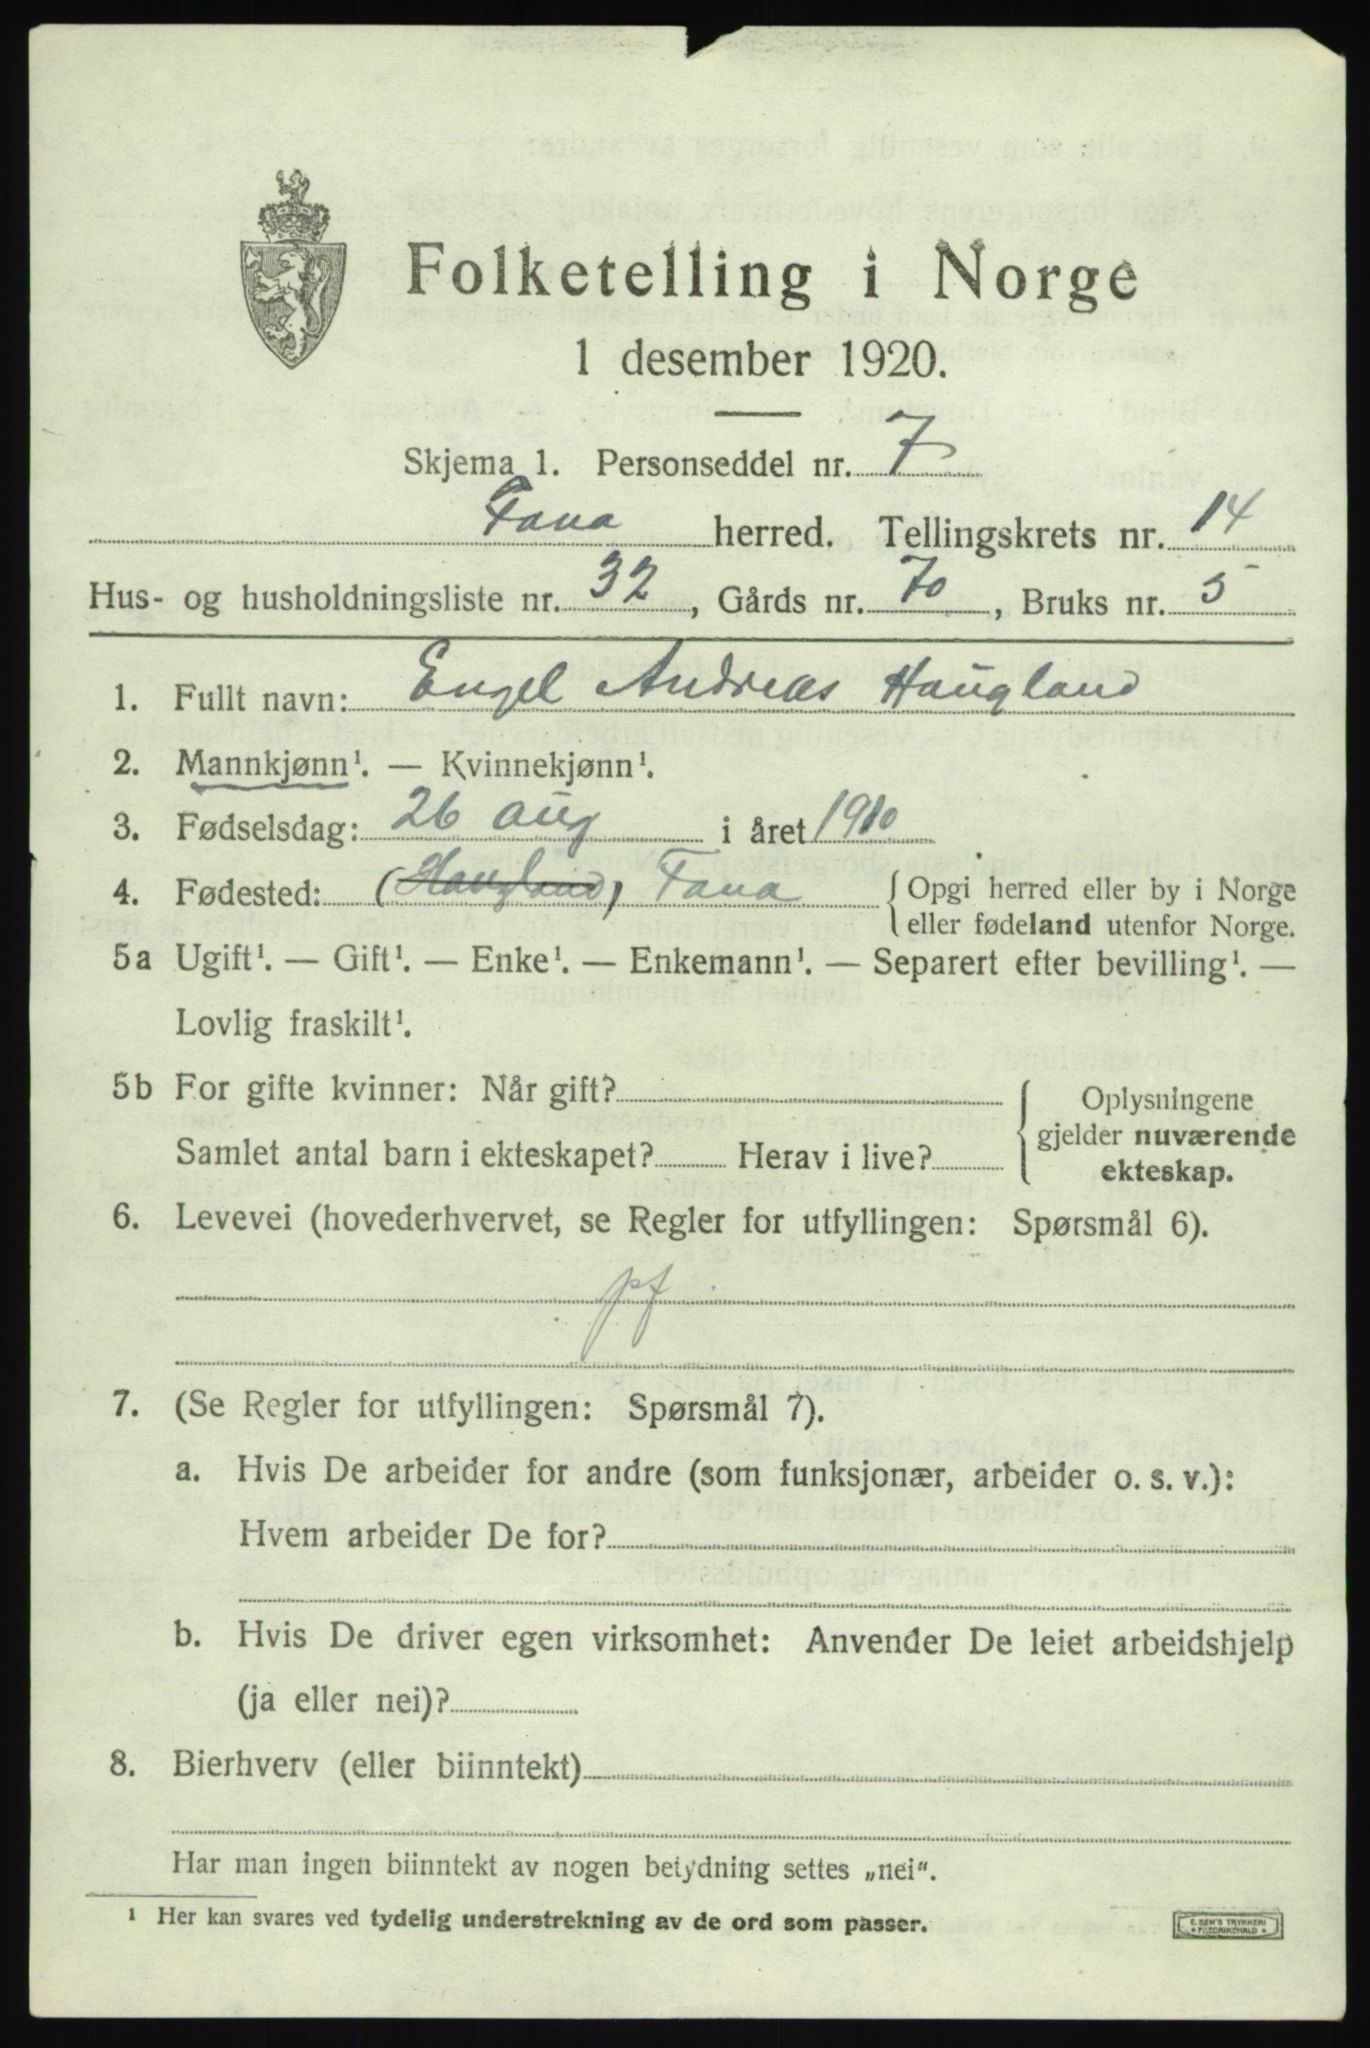 Folketelling i Norge
1 desember 1920.
Skjema 1. Personseddel nr. 7
Fana herred. Tellingskrets nr. 14
Hus- og husholdningsliste nr. 32, Gårds nr. 70, Bruks nr. 5
1. Fullt navn: Engel Andreas Haugland
2. Mannkjønn¹. — Kvinnekjønn¹.
3. Fødselsdag: 26 aug i året 1910
4. Fødested: (Haugland) Fana { Opgi herred eller by i Norge
eller fødeland utenfor Norge.
5a Ugift¹. — Gift¹. — Enke¹. — Enkemann¹. — Separert efter bevilling¹. —
Lovlig fraskilt¹.
5b For gifte kvinner: Når gift? { Oplysningene
gjelder nuværende
Samlet antal barn i ekteskapet? Herav i live? ekteskap.
6. Levevei (hovederhvervet, se Regler for utfyllingen: Spørsmål 6).
pf
7. (Se Regler for utfyllingen: Spørsmål 7).
a. Hvis De arbeider for andre (som funksjonær, arbeider o. s. v.):
Hvem arbeider De for?
b. Hvis De driver egen virksomhet: Anvender De leiet arbeidshjelp
(ja eller nei)?
8. Bierhverv (eller biinntekt)
Har man ingen biinntekt av nogen betydning settes „nei“.
¹ Her kan svares ved tydelig understrekning av de ord som passer.
E. SEM'S TRYKKERI
* FREDRIKSHALD *